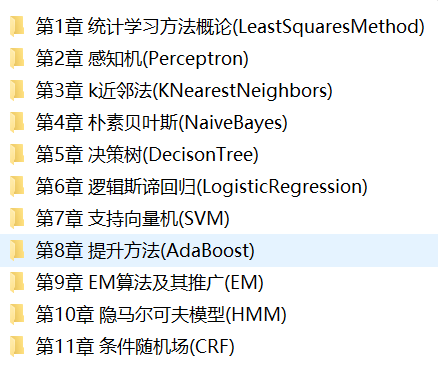 第1章 统计学习方法概论(LeastSquaresMethod)
第2章 感知机(Perceptron)
第3章 k近邻法(KNearestNeighbors)
第4章 朴素贝叶斯(NaiveBayes)
第5章 决策树(DecisonTree)
第6章 逻辑斯谛回归(LogisticRegression)
第7章 支持向量机(SVM)
第8章 提升方法(AdaBoost)
第9章 EM算法及其推广(EM)
第10章 隐马尔可夫模型(HMM)
第11章 条件随机场(CRF)